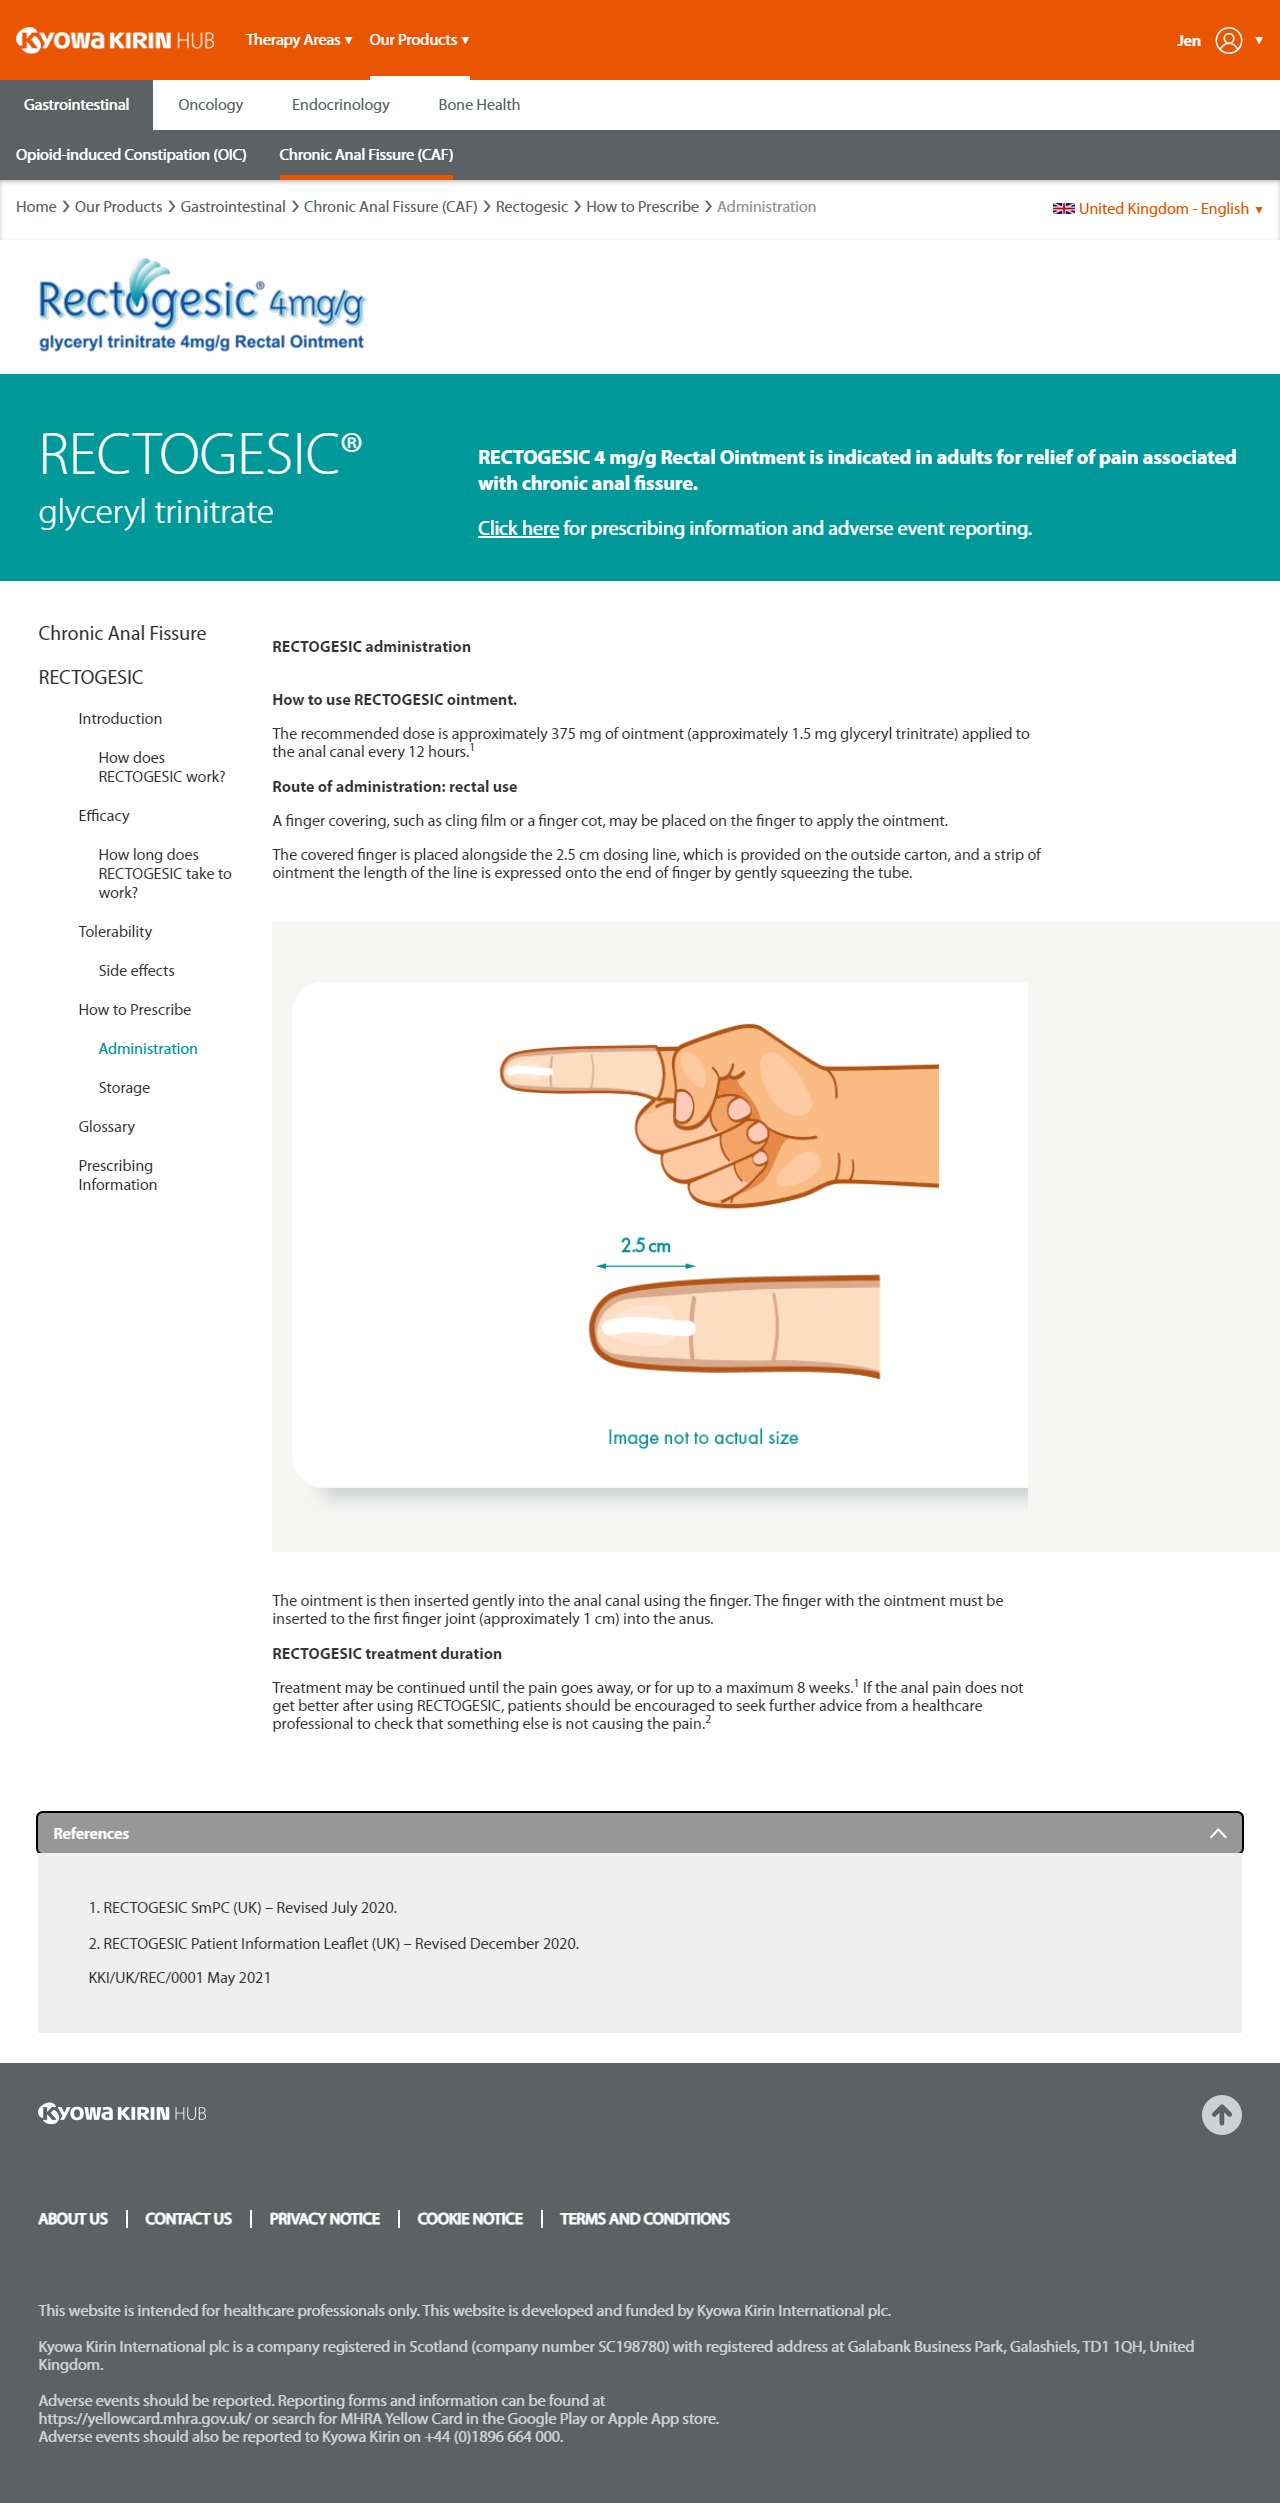 KYOWA KIRIN HUB
Therapy Areas ▼ Our Products ▼
Jen ▼
Gastrointestinal Oncology Endocrinology Bone Health
Opioid-induced Constipation (OIC) Chronic Anal Fissure (CAF)
Home > Our Products > Gastrointestinal > Chronic Anal Fissure (CAF) > Rectogesic > How to Prescribe > Administration
United Kingdom - English ▼
Rectogesic® 4mg/g
glyceryl trinitrate 4mg/g Rectal Ointment
RECTOGESIC®
glyceryl trinitrate
RECTOGESIC 4 mg/g Rectal Ointment is indicated in adults for relief of pain associated
with chronic anal fissure.
Click here for prescribing information and adverse event reporting.
Chronic Anal Fissure
RECTOGESIC
Introduction
How does
RECTOGESIC work?
Efficacy
How long does
RECTOGESIC take to
work?
Tolerability
Side effects
How to Prescribe
Administration
Storage
Glossary
Prescribing
Information
RECTOGESIC administration
How to use RECTOGESIC ointment.
The recommended dose is approximately 375 mg of ointment (approximately 1.5 mg glyceryl trinitrate) applied to
the anal canal every 12 hours.1
Route of administration: rectal use
A finger covering, such as cling film or a finger cot, may be placed on the finger to apply the ointment.
The covered finger is placed alongside the 2.5 cm dosing line, which is provided on the outside carton, and a strip of
ointment the length of the line is expressed onto the end of finger by gently squeezing the tube.
2.5 cm
Image not to actual size
The ointment is then inserted gently into the anal canal using the finger. The finger with the ointment must be
inserted to the first finger joint (approximately 1 cm) into the anus.
RECTOGESIC treatment duration
Treatment may be continued until the pain goes away, or for up to a maximum 8 weeks.1 If the anal pain does not
get better after using RECTOGESIC, patients should be encouraged to seek further advice from a healthcare
professional to check that something else is not causing the pain.2
References
1. RECTOGESIC SmPC (UK) – Revised July 2020.
2. RECTOGESIC Patient Information Leaflet (UK) – Revised December 2020.
KKI/UK/REC/0001 May 2021
KYOWA KIRIN HUB
ABOUT US | CONTACT US | PRIVACY NOTICE | COOKIE NOTICE | TERMS AND CONDITIONS
This website is intended for healthcare professionals only. This website is developed and funded by Kyowa Kirin International plc.
Kyowa Kirin International plc is a company registered in Scotland (company number SC198780) with registered address at Galabank Business Park, Galashiels, TD1 1QH, United
Kingdom.
Adverse events should be reported. Reporting forms and information can be found at
https://yellowcard.mhra.gov.uk/ or search for MHRA Yellow Card in the Google Play or Apple App store.
Adverse events should also be reported to Kyowa Kirin on +44 (0)1896 664 000.